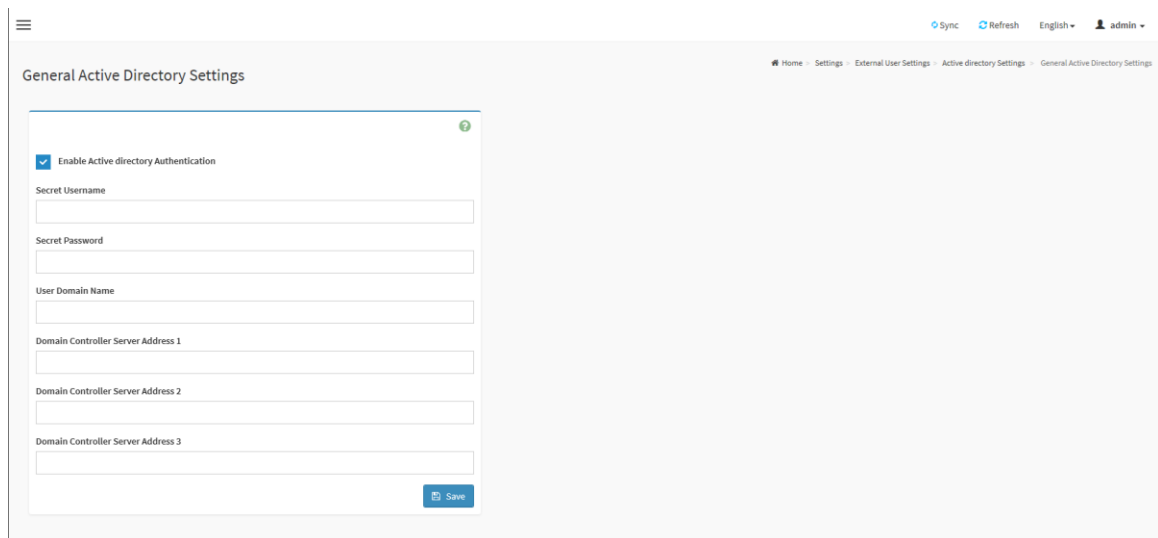 Sync Refresh English admin
Home > Settings > External User Settings > Active directory Settings > General Active Directory Settings
General Active Directory Settings
?
Enable Active directory Authentication
Secret Username
Secret Password
User Domain Name
Domain Controller Server Address 1
Domain Controller Server Address 2
Domain Controller Server Address 3
Save